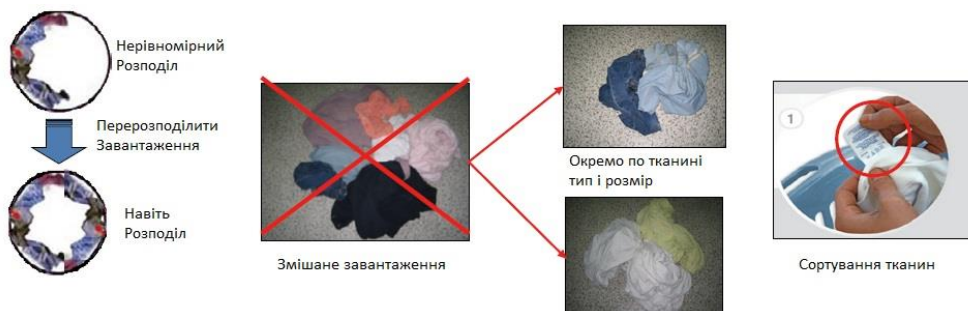 Нерівномірний
Розподіл
Перерозподілити
Завантаження
Навіть
Розподіл
Змішане завантаження
Окремо по тканині
тип і розмір
1
Сортування тканин